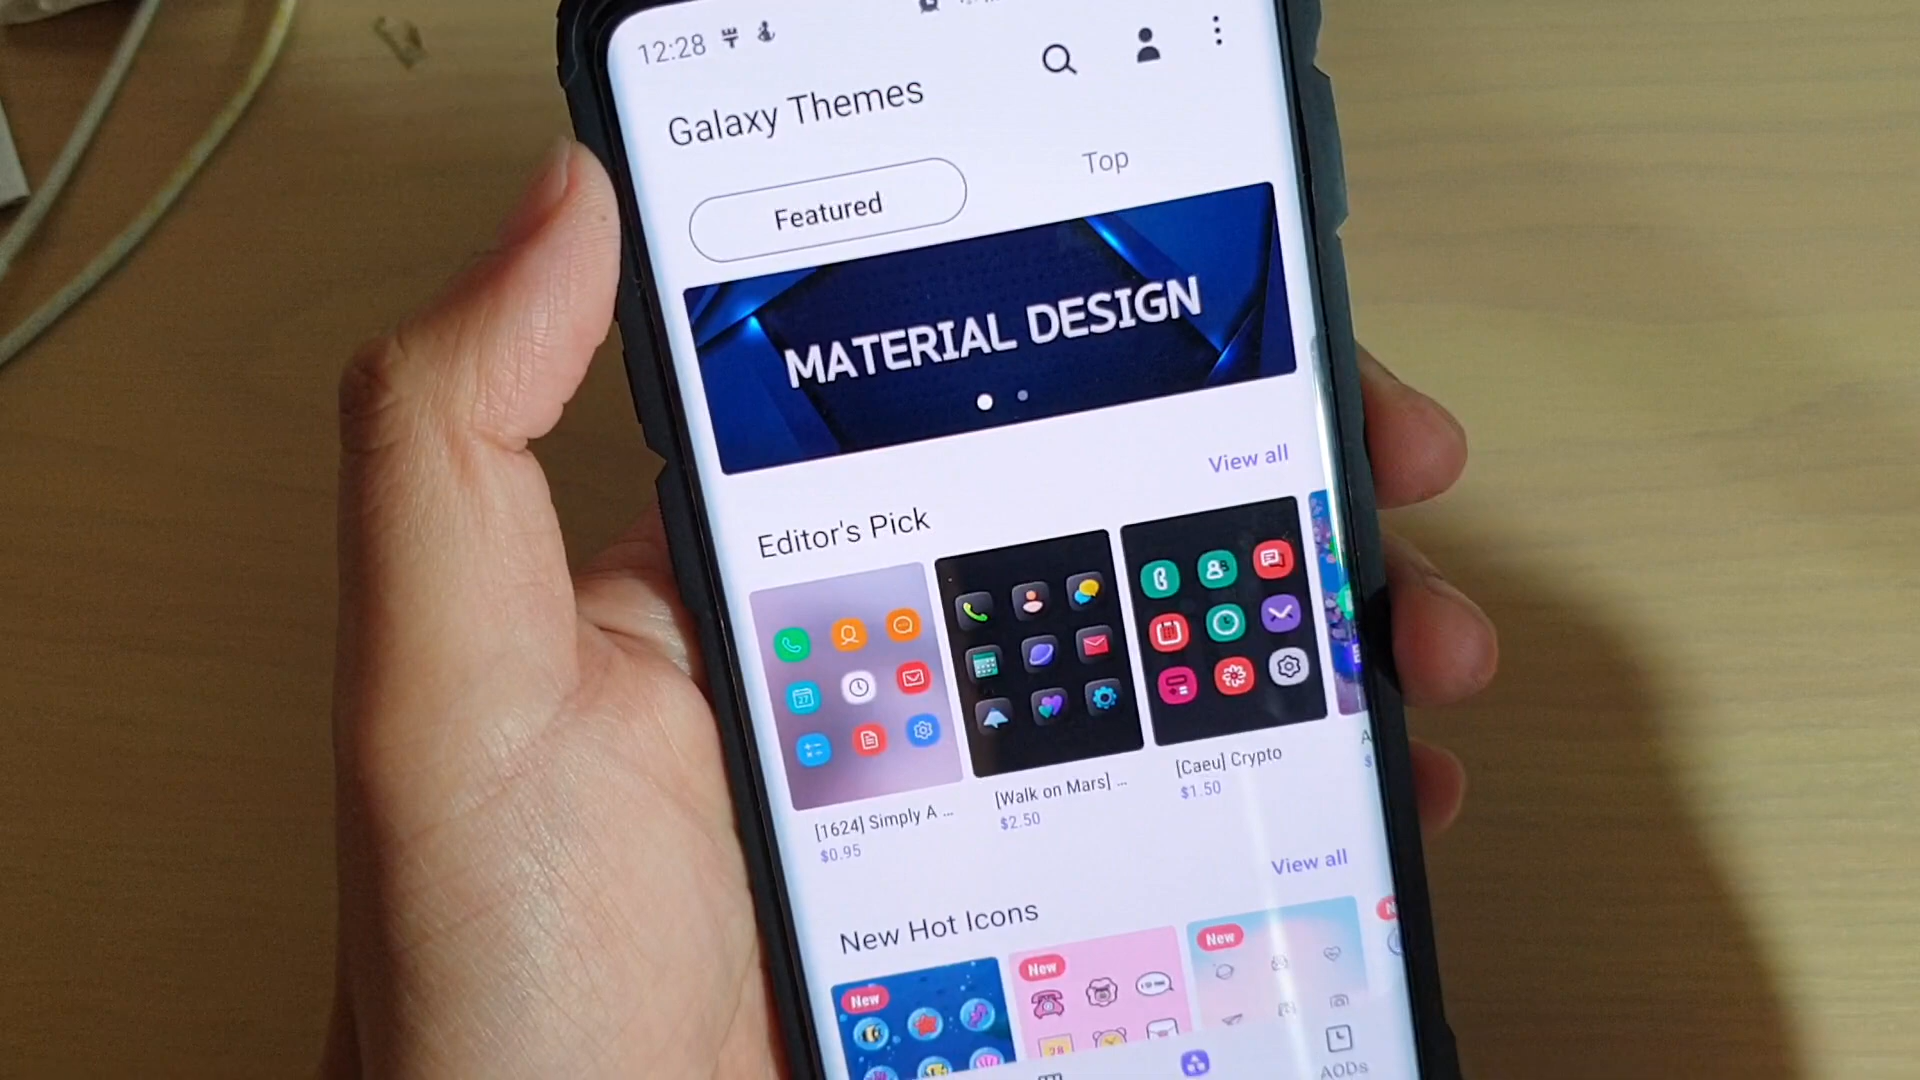 12:28
Galaxy Themes
Featured
Top
MATERIAL DESIGN
View all
Editor's Pick
[1624] Simply A ...
$0.95
[Walk on Mars] ...
$2.50
[Caeu] Crypto
$1.50
View all
New Hot Icons
New
New
New
AODs